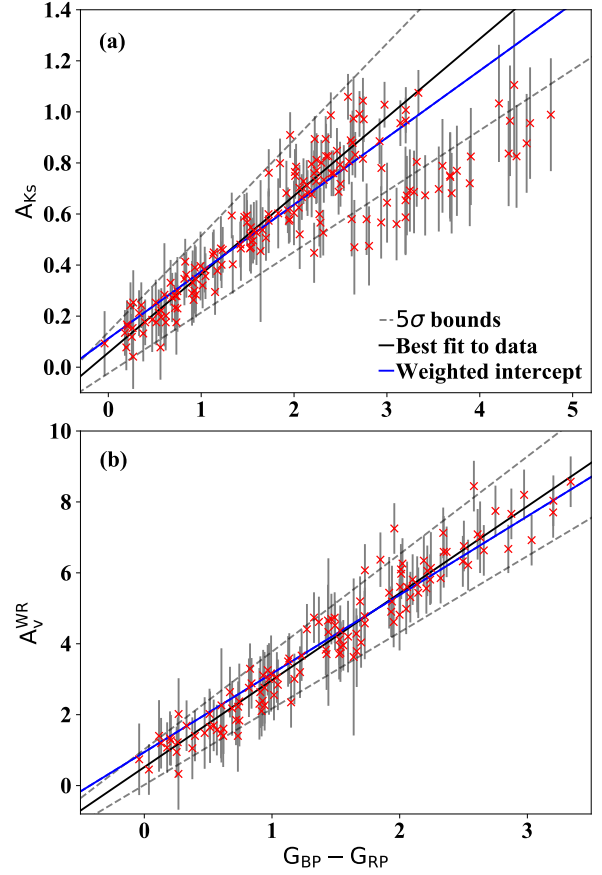 1.4
(a)
1.2
1.0
0.8
A_Ks
0.6
0.4
0.2
0.0
5σ bounds
Best fit to data
Weighted intercept
0 1 2 3 4 5
10
(b)
8
6
A_v^WR
4
2
0
0 1 2 3
G_BP − G_RP